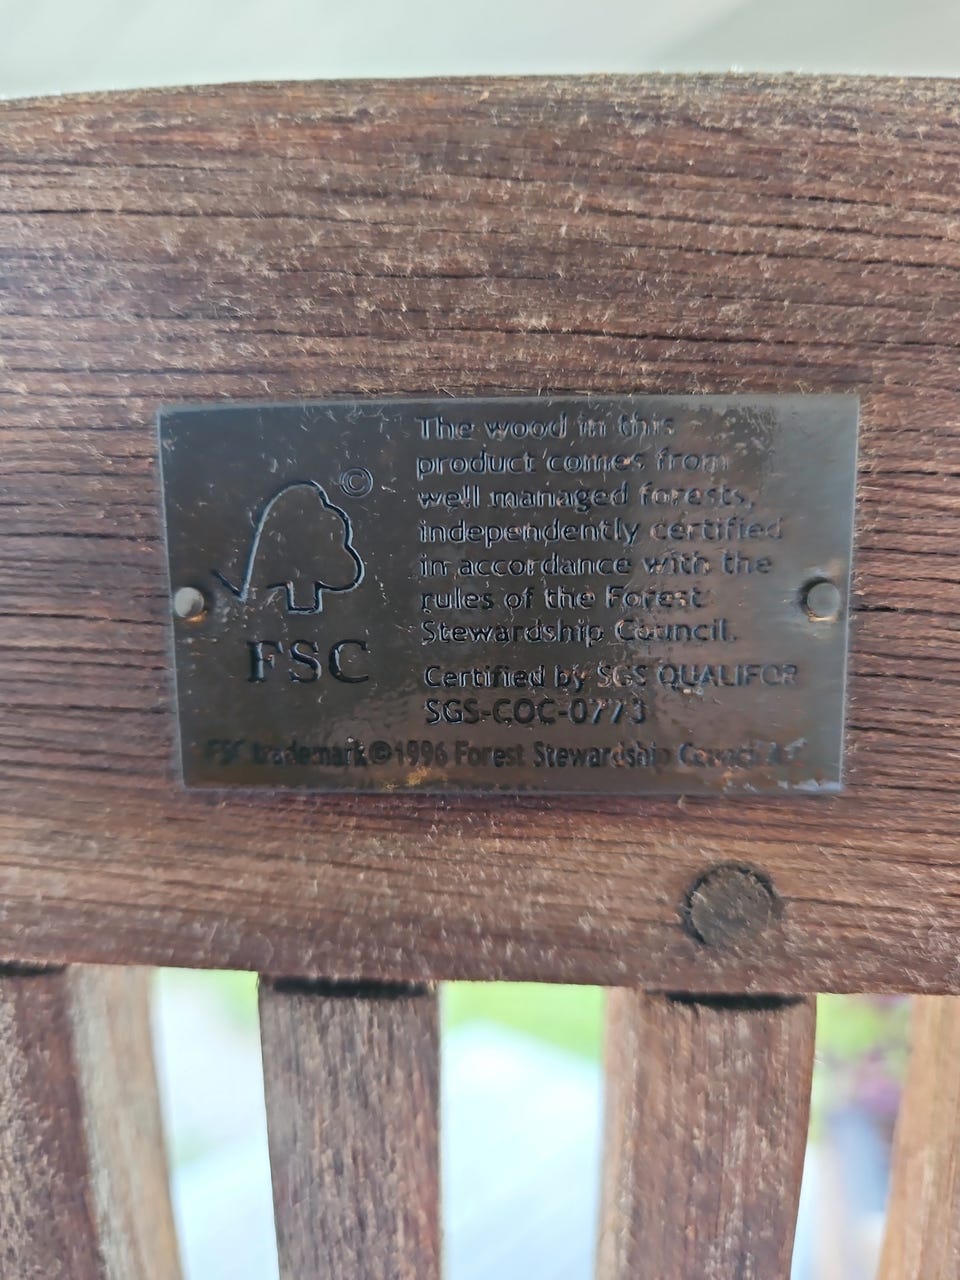 ©
The wood in this
product comes from
well managed forests,
independently certified
in accordance with the
rules of the Forest
Stewardship Council.
FSC
Certified by SGS QUALIFOR
SGS-COC-0773
FSC trademark © 1996 Forest Stewardship Council A.C.